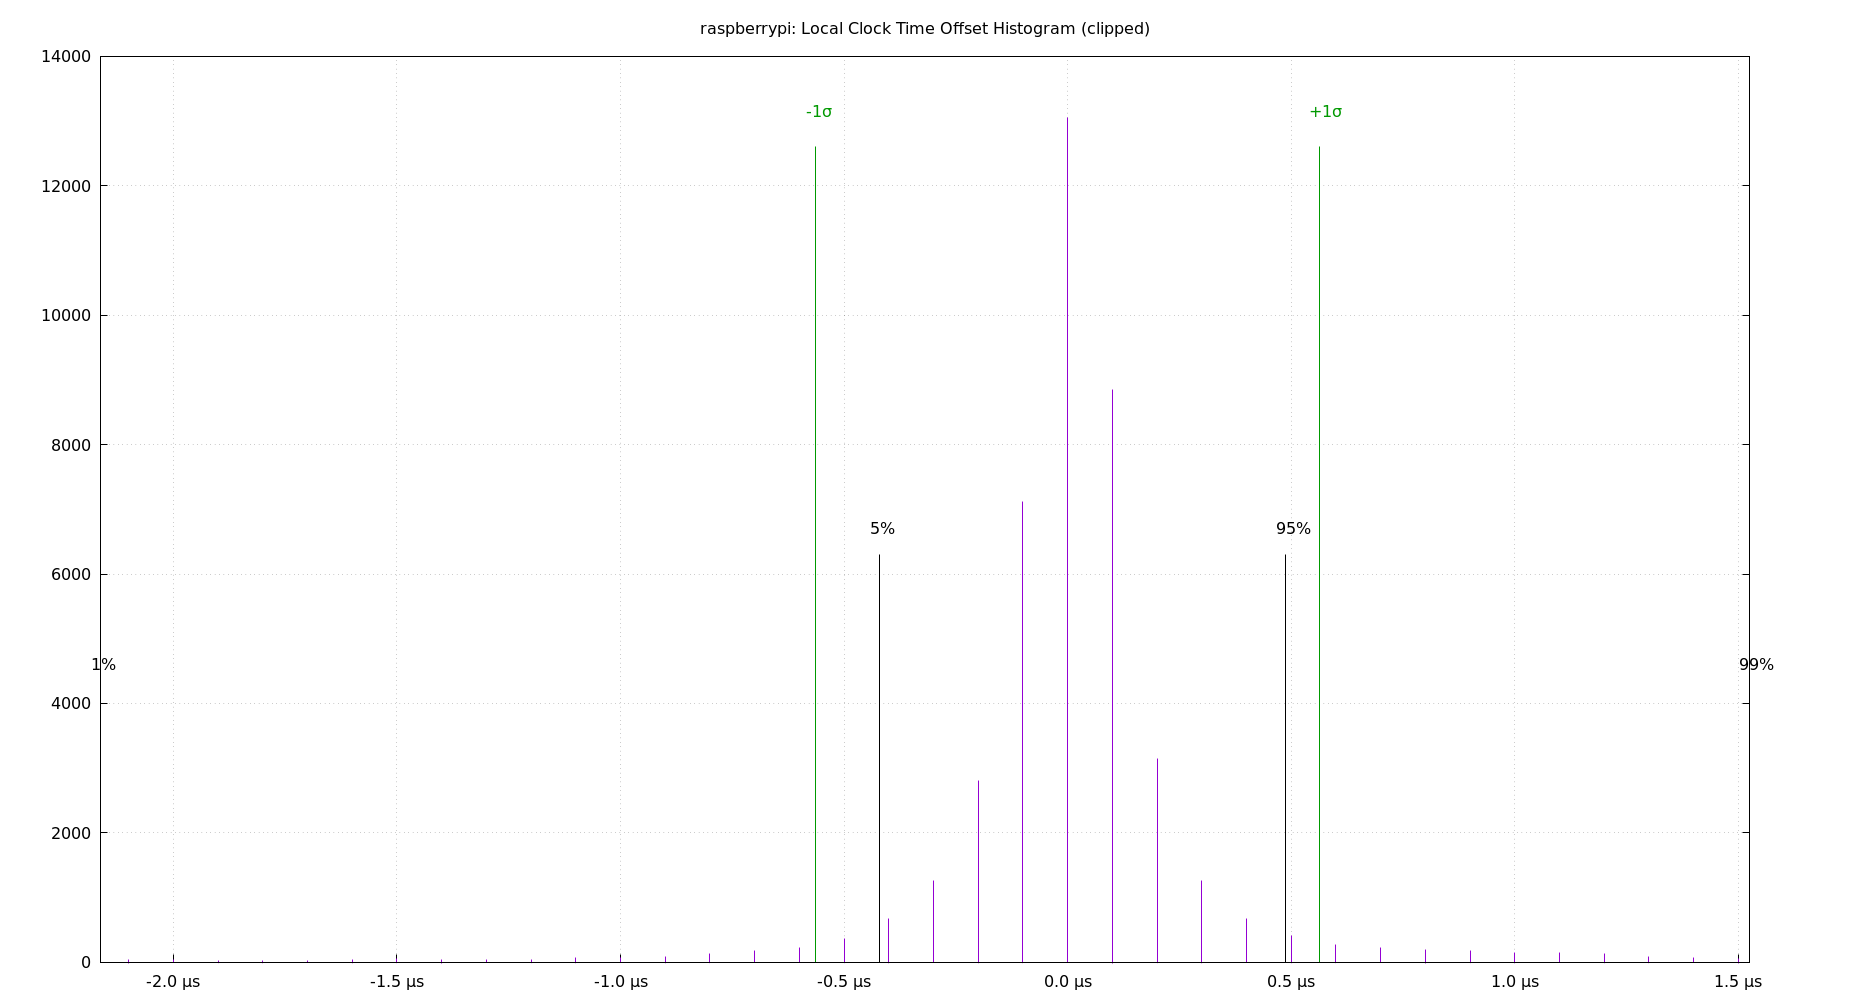 raspberrypi: Local Clock Time Offset Histogram (clipped)
14000
-1σ
+1σ
12000
10000
8000
5%
95%
6000
1%
99%
4000
2000
0
-2.0 µs
-1.5 µs
-1.0 µs
-0.5 µs
0.0 µs
0.5 µs
1.0 µs
1.5 µs